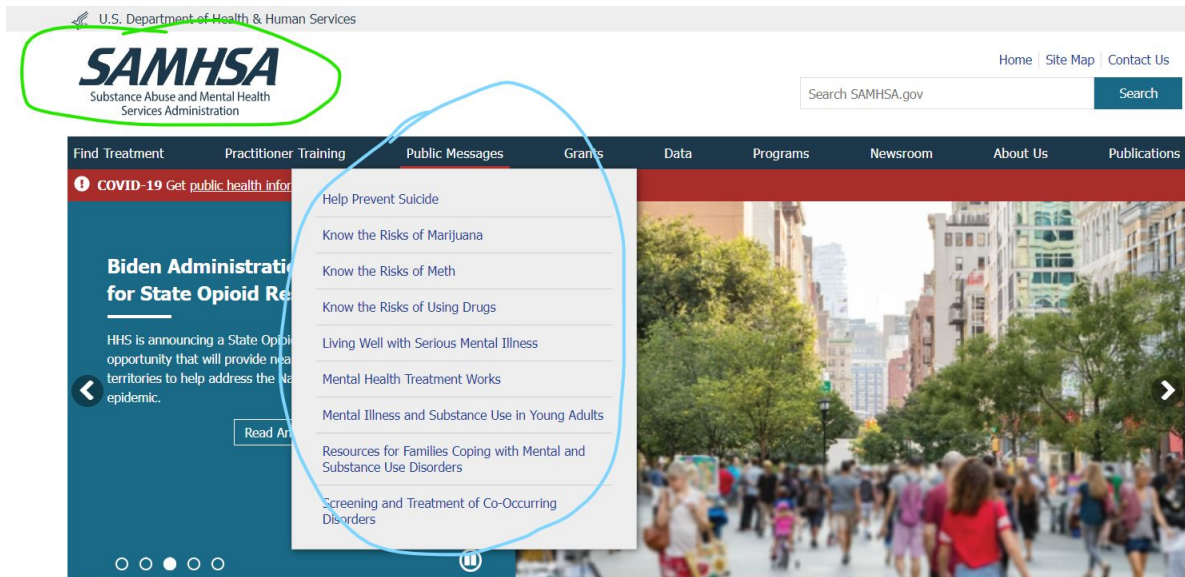 U.S. Department of Health & Human Services
SAMHSA
Substance Abuse and Mental Health
Services Administration
Home Site Map Contact Us
Search SAMHSA.gov Search
Find Treatment Practitioner Training Public Messages Grants Data Programs Newsroom About Us Publications
COVID-19 Get public health infor
Help Prevent Suicide
Know the Risks of Marijuana
Know the Risks of Meth
Know the Risks of Using Drugs
Living Well with Serious Mental Illness
Mental Health Treatment Works
Mental Illness and Substance Use in Young Adults
Resources for Families Coping with Mental and
Substance Use Disorders
Screening and Treatment of Co-Occurring
Disorders
Biden Administrati
for State Opioid Re
HHS is announcing a State Opioi
opportunity that will provide nea
territories to help address the Na
epidemic.
Read An